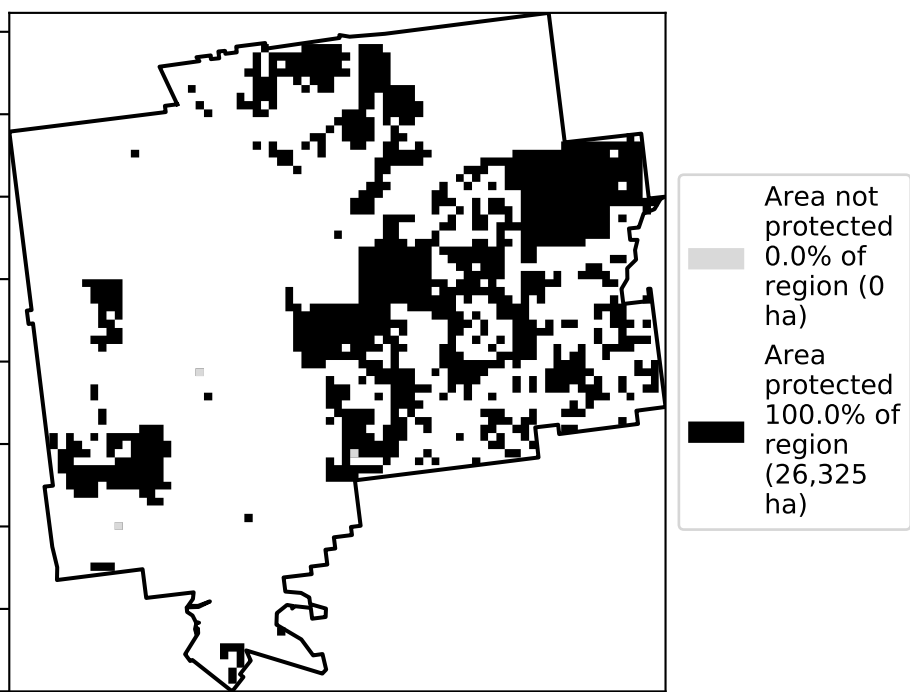 Area not
protected
0.0% of
region (0
ha)
Area
protected
100.0% of
region
(26,325
ha)